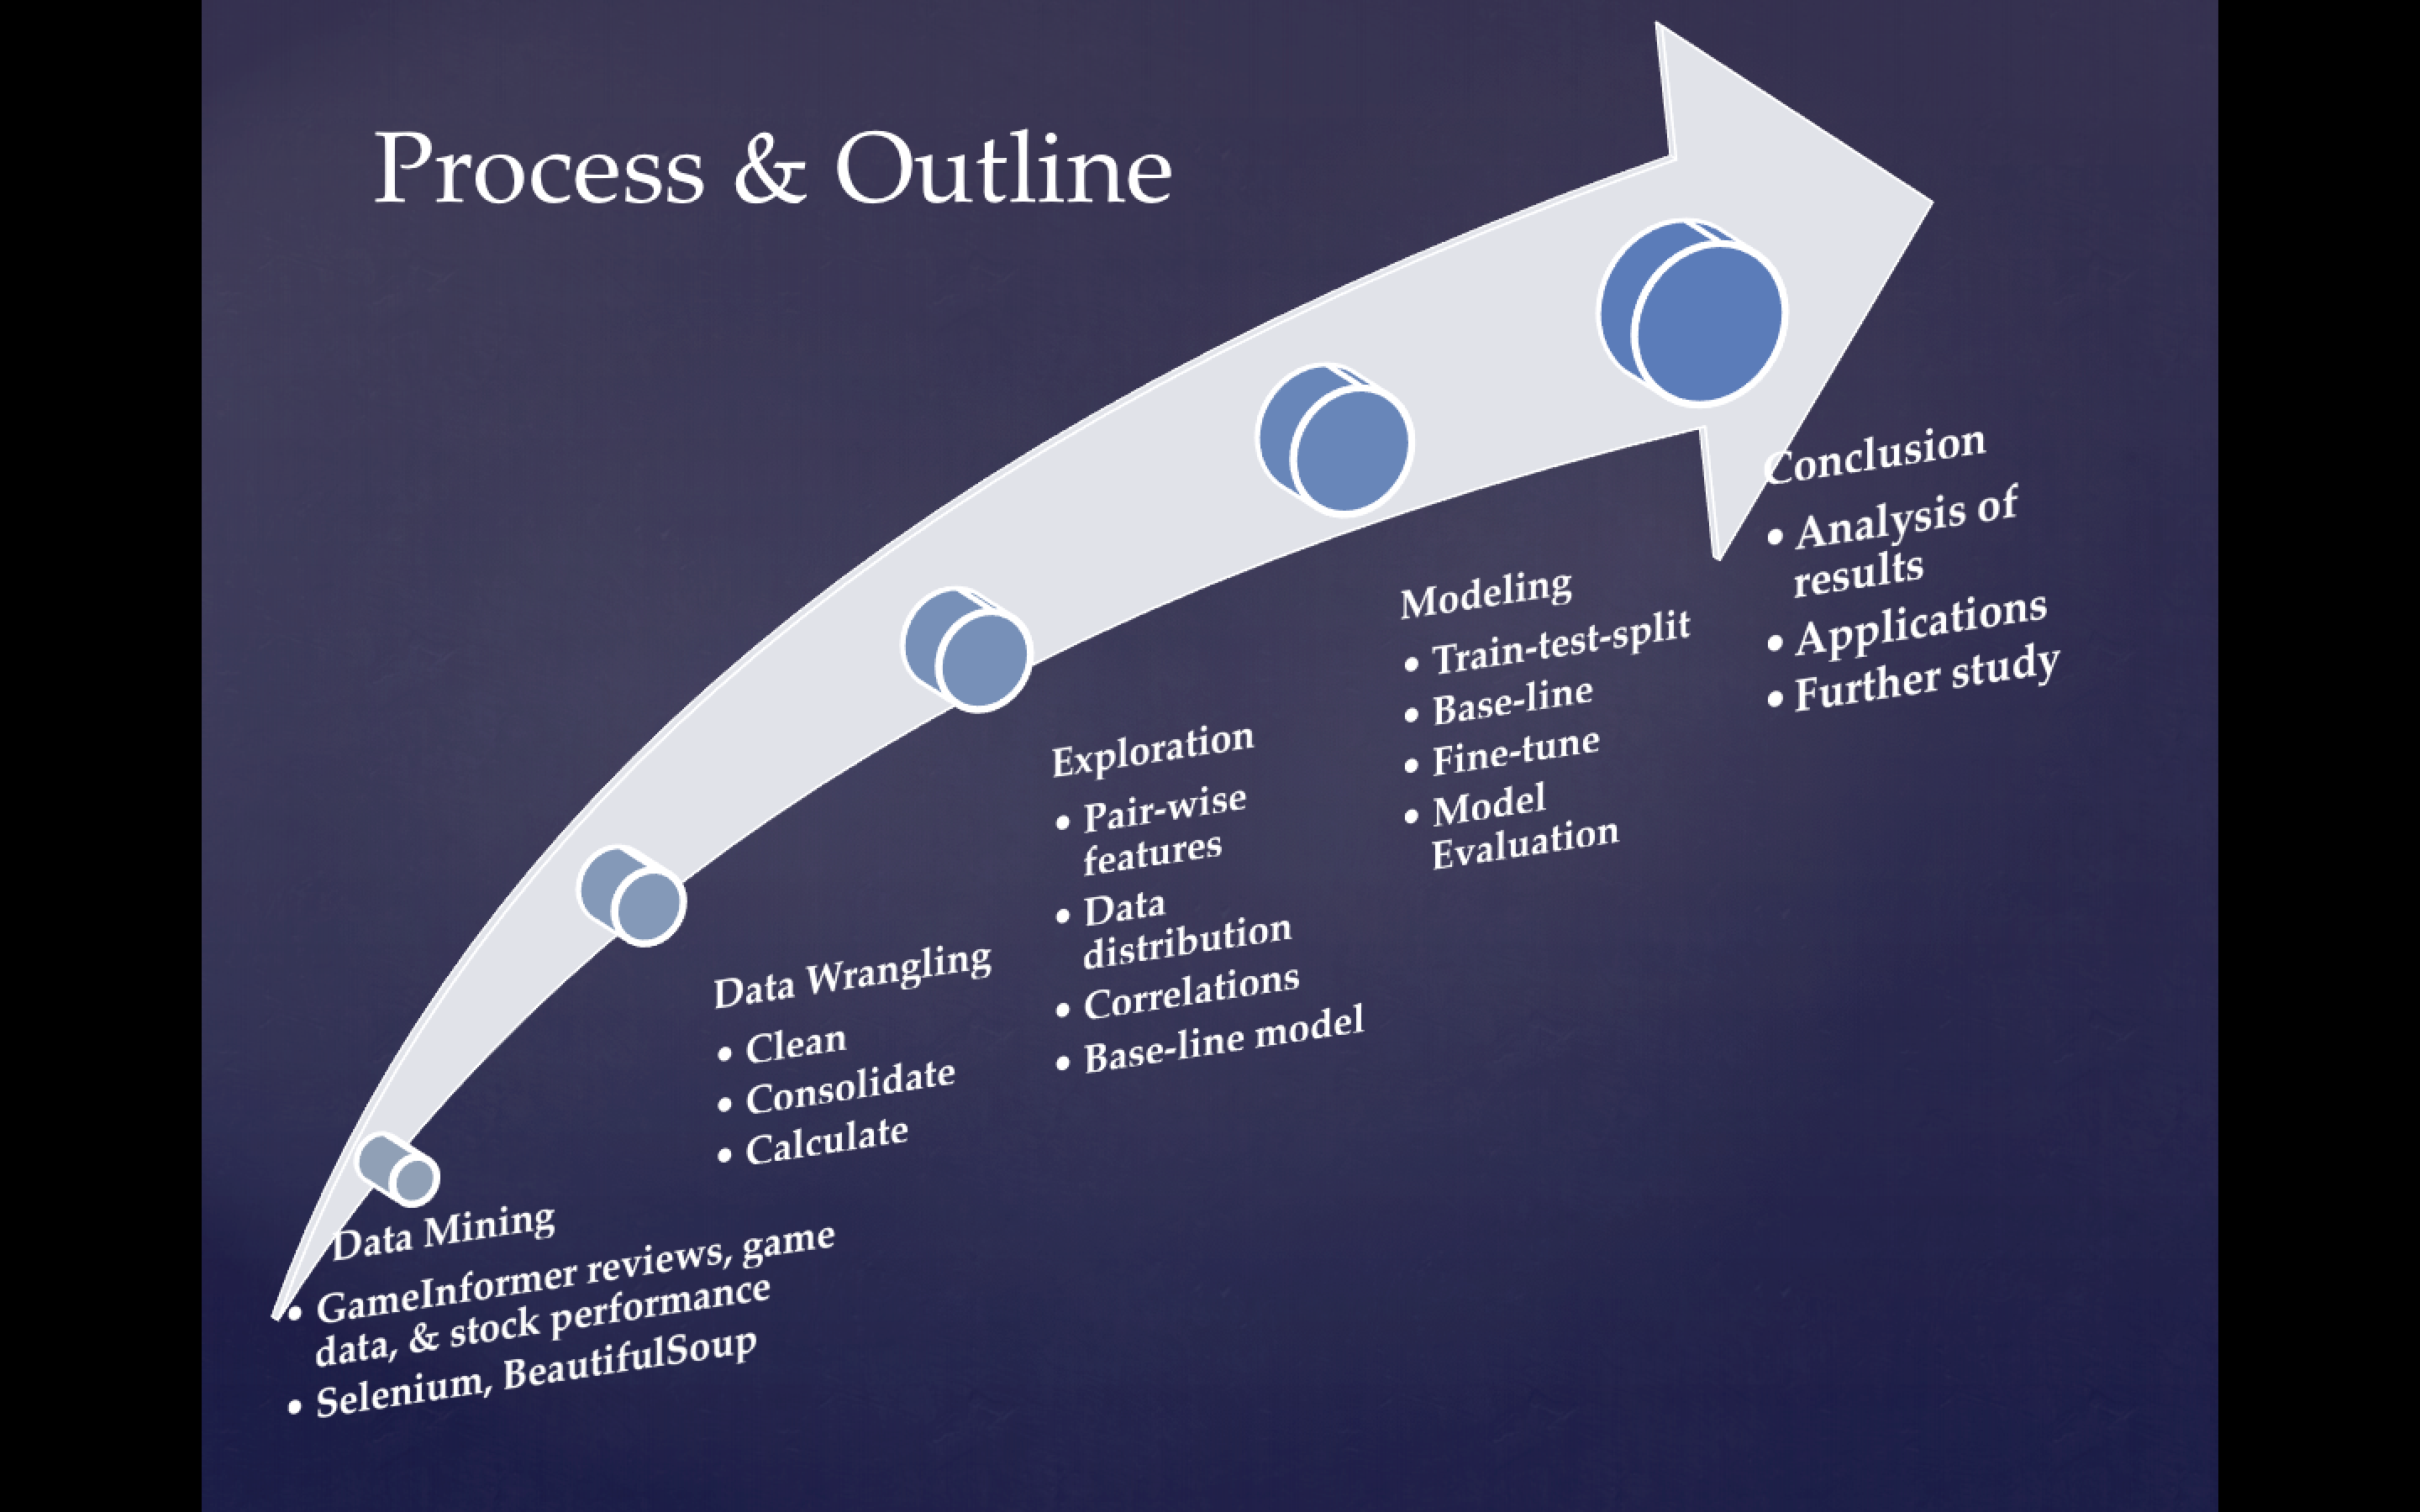 Process & Outline
Data Mining
• GameInformer reviews, game
data, & stock performance
• Selenium, BeautifulSoup
Data Wrangling
• Clean
• Consolidate
• Calculate
Exploration
• Pair-wise
features
• Data
distribution
• Correlations
• Base-line model
Modeling
• Train-test-split
• Base-line
• Fine-tune
• Model
Evaluation
Conclusion
• Analysis of
results
• Applications
• Further study